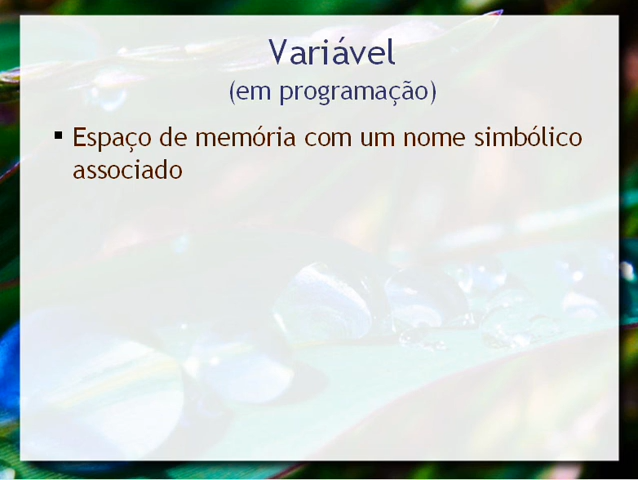 Variável
(em programação)
Espaço de memória com um nome simbólico
associado